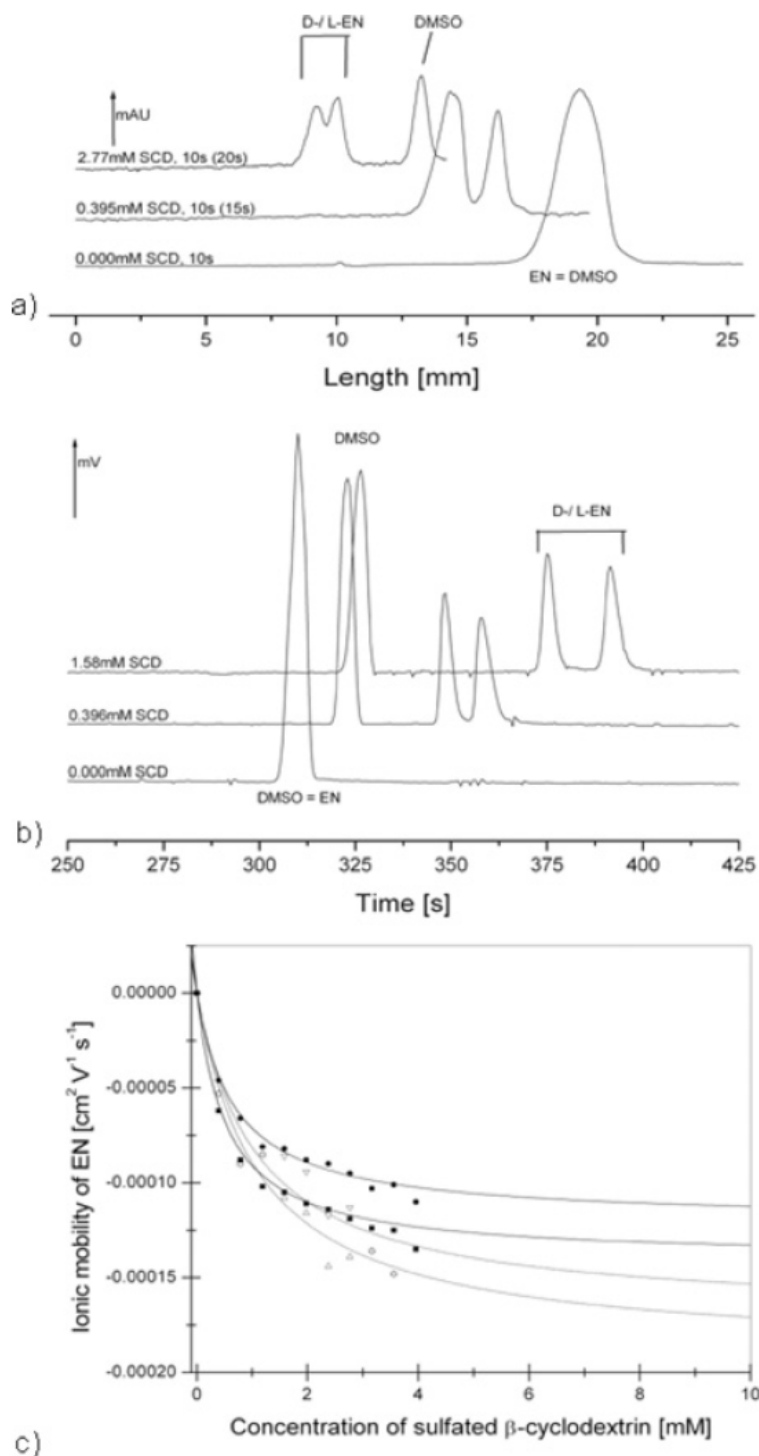 D-/ L-EN
DMSO
mAU
2.77mM SCD, 10s (20s)
0.395mM SCD, 10s (15s)
0.000mM SCD, 10s
EN = DMSO
a)
0 5 10 15 20 25
Length [mm]
mV
DMSO
D-/ L-EN
1.58mM SCD
0.396mM SCD
0.000mM SCD
DMSO = EN
b)
250 275 300 325 350 375 400 425
Time [s]
Ionic mobility of EN [cm² V⁻¹ s⁻¹]
0.00000
-0.00005
-0.00010
-0.00015
-0.00020
0 2 4 6 8 10
Concentration of sulfated β-cyclodextrin [mM]
c)